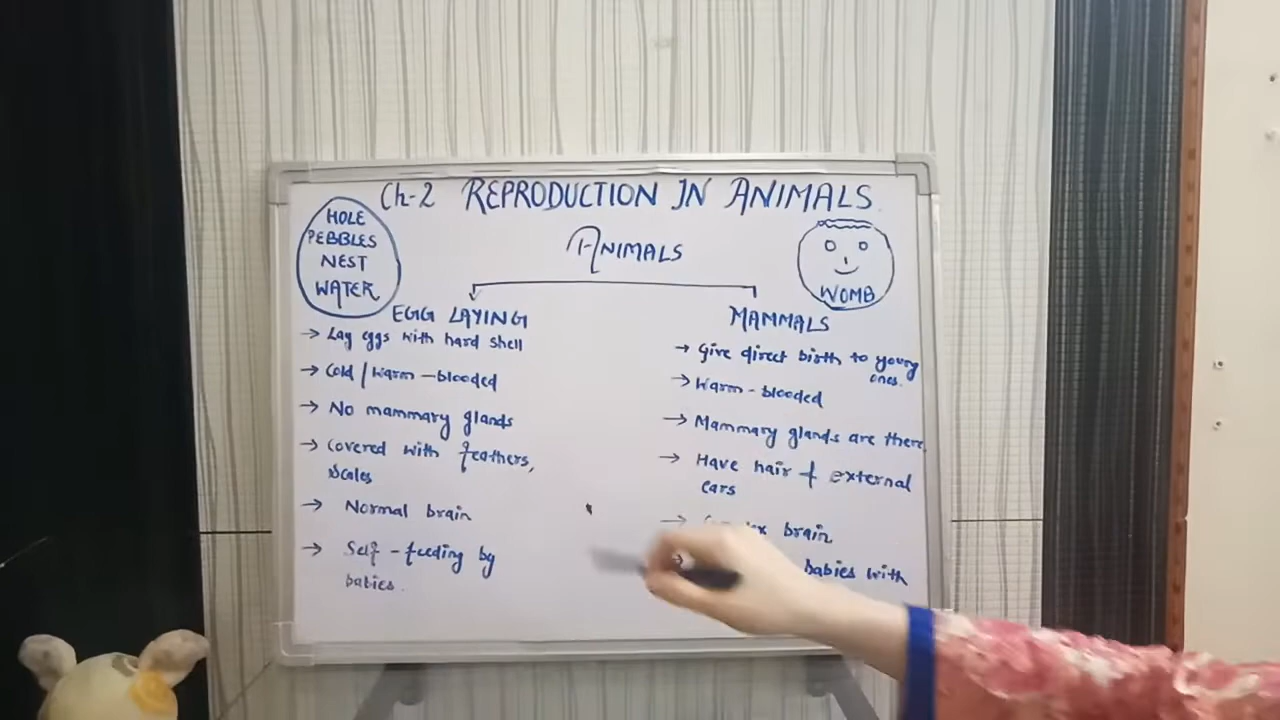 Ch-2 REPRODUCTION IN ANIMALS
HOLE
PEBBLES
NEST
WATER
ANIMALS
WOMB
EGG LAYING
→ Lay eggs with hard shell
→ Cold / Warm - blooded
→ No mammary glands
→ Covered with feathers,
scales
→ Normal brain
→ Self - feeding by
babies.
MAMMALS
→ Give direct birth to young
ones.
→ Warm - blooded
→ Mammary glands are there
→ Have hair + external
ears
→ brain
→ babies with